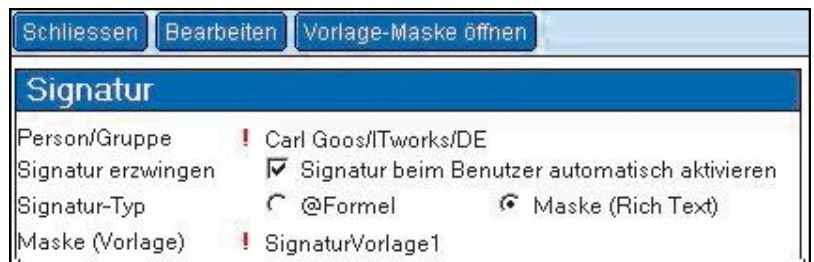 Schliessen Bearbeiten Vorlage-Maske öffnen
Signatur
Person/Gruppe ! Carl Goos/ITworks/DE
Signatur erzwingen Signatur beim Benutzer automatisch aktivieren
Signatur-Typ @Formel Maske (Rich Text)
Maske (Vorlage) ! SignaturVorlage1